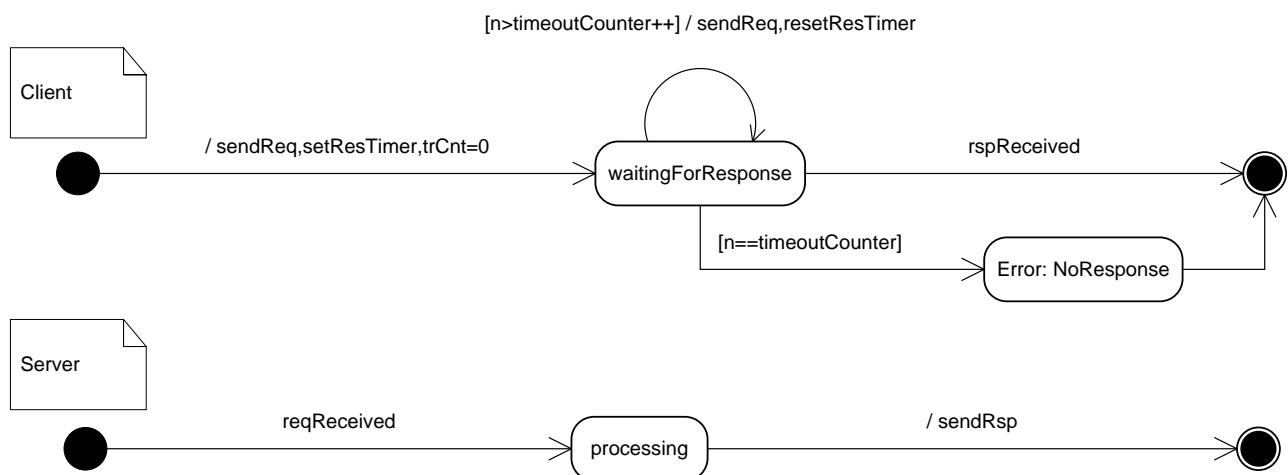 [n>timeoutCounter++] / sendReq,resetResTimer
Client
/ sendReq,setResTimer,trCnt=0
waitingForResponse
rspReceived
[n==timeoutCounter]
Error: NoResponse
Server
reqReceived
processing
/ sendRsp